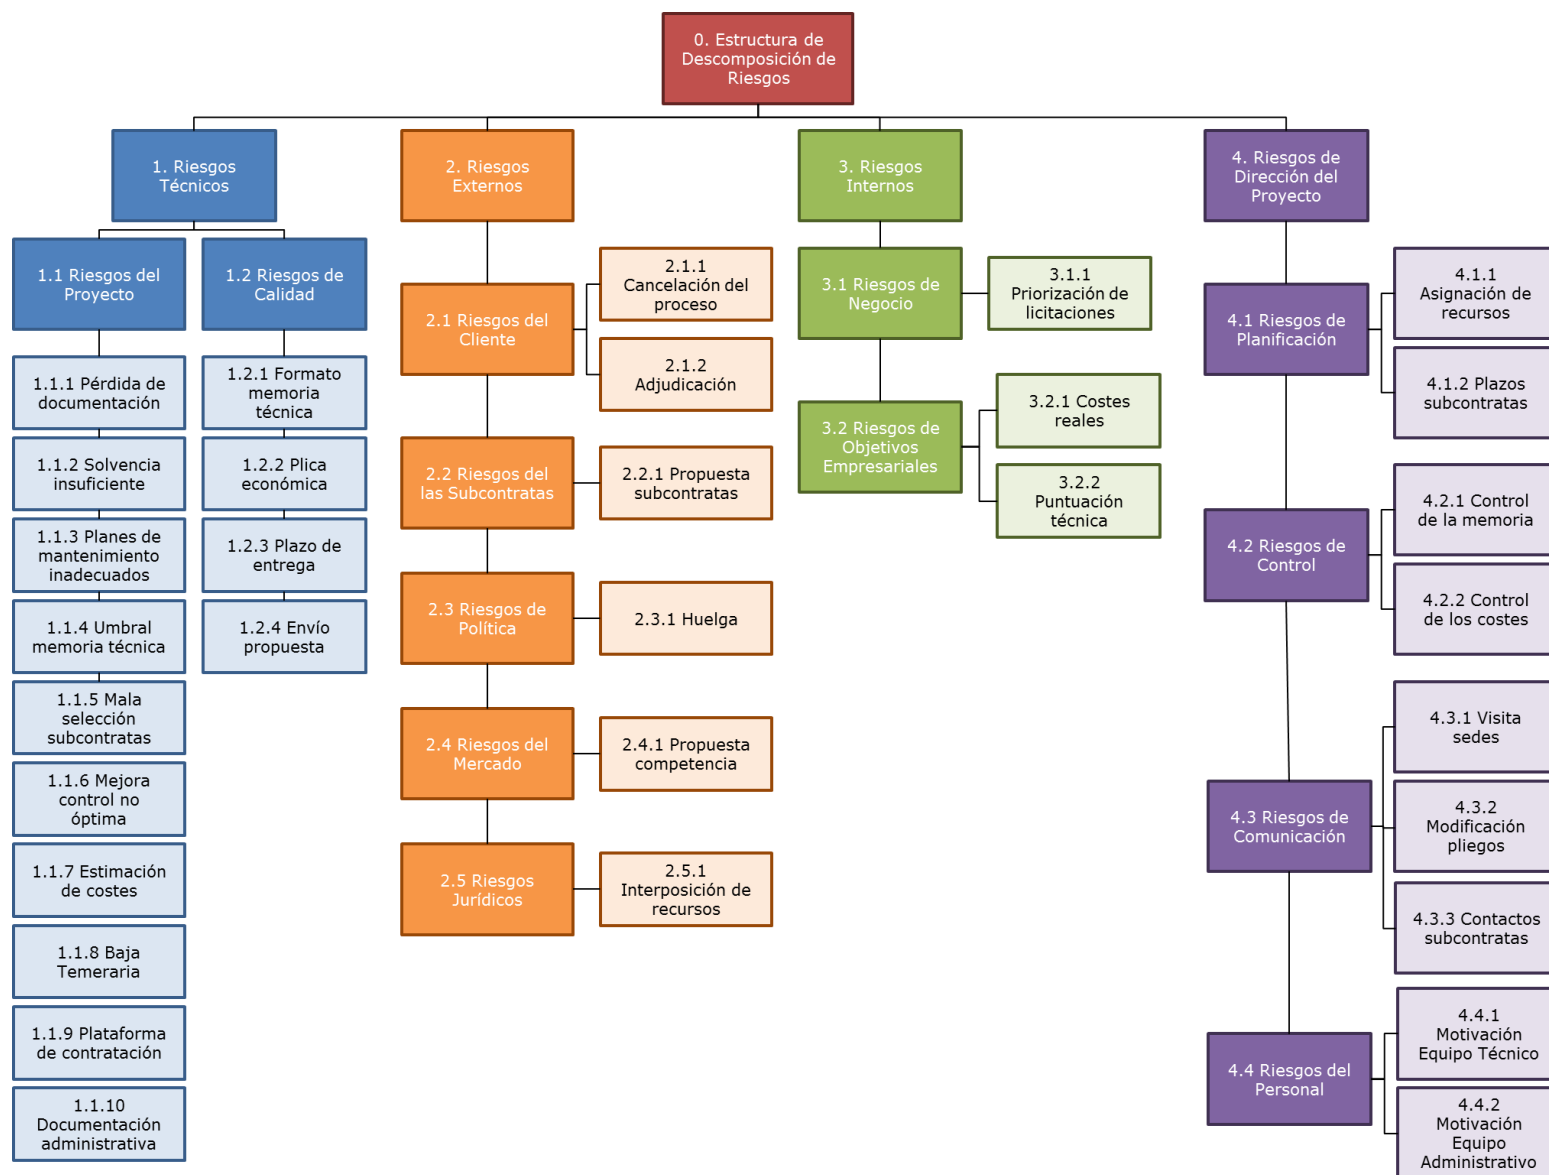 0. Estructura de
Descomposición de
Riesgos
1. Riesgos
Técnicos
2. Riesgos
Externos
3. Riesgos
Internos
4. Riesgos de
Dirección del
Proyecto
1.1 Riesgos del
Proyecto
1.1.1 Pérdida de
documentación
1.1.2 Solvencia
insuficiente
1.1.3 Planes de
mantenimiento
inadecuados
1.1.4 Umbral
memoria técnica
1.1.5 Mala
selección
subcontratas
1.1.6 Mejora
control no
óptima
1.1.7 Estimación
de costes
1.1.8 Baja
Temeraria
1.1.9 Plataforma
de contratación
1.1.10
Documentación
administrativa
1.2 Riesgos de
Calidad
1.2.1 Formato
memoria
técnica
1.2.2 Plica
económica
1.2.3 Plazo de
entrega
1.2.4 Envío
propuesta
2.1 Riesgos del
Cliente
2.1.1
Cancelación del
proceso
2.1.2
Adjudicación
2.2 Riesgos del
las Subcontratas
2.2.1 Propuesta
subcontratas
2.3 Riesgos de
Política
2.3.1 Huelga
2.4 Riesgos del
Mercado
2.4.1 Propuesta
competencia
2.5 Riesgos
Jurídicos
2.5.1
Interposición de
recursos
3.1 Riesgos de
Negocio
3.1.1
Priorización de
licitaciones
3.2 Riesgos de
Objetivos
Empresariales
3.2.1 Costes
reales
3.2.2
Puntuación
técnica
4.1 Riesgos de
Planificación
4.1.1
Asignación de
recursos
4.1.2 Plazos
subcontratas
4.2 Riesgos de
Control
4.2.1 Control
de la memoria
4.2.2 Control
de los costes
4.3 Riesgos de
Comunicación
4.3.1 Visita
sedes
4.3.2
Modificación
pliegos
4.3.3 Contactos
subcontratas
4.4 Riesgos del
Personal
4.4.1
Motivación
Equipo Técnico
4.4.2
Motivación
Equipo
Administrativo